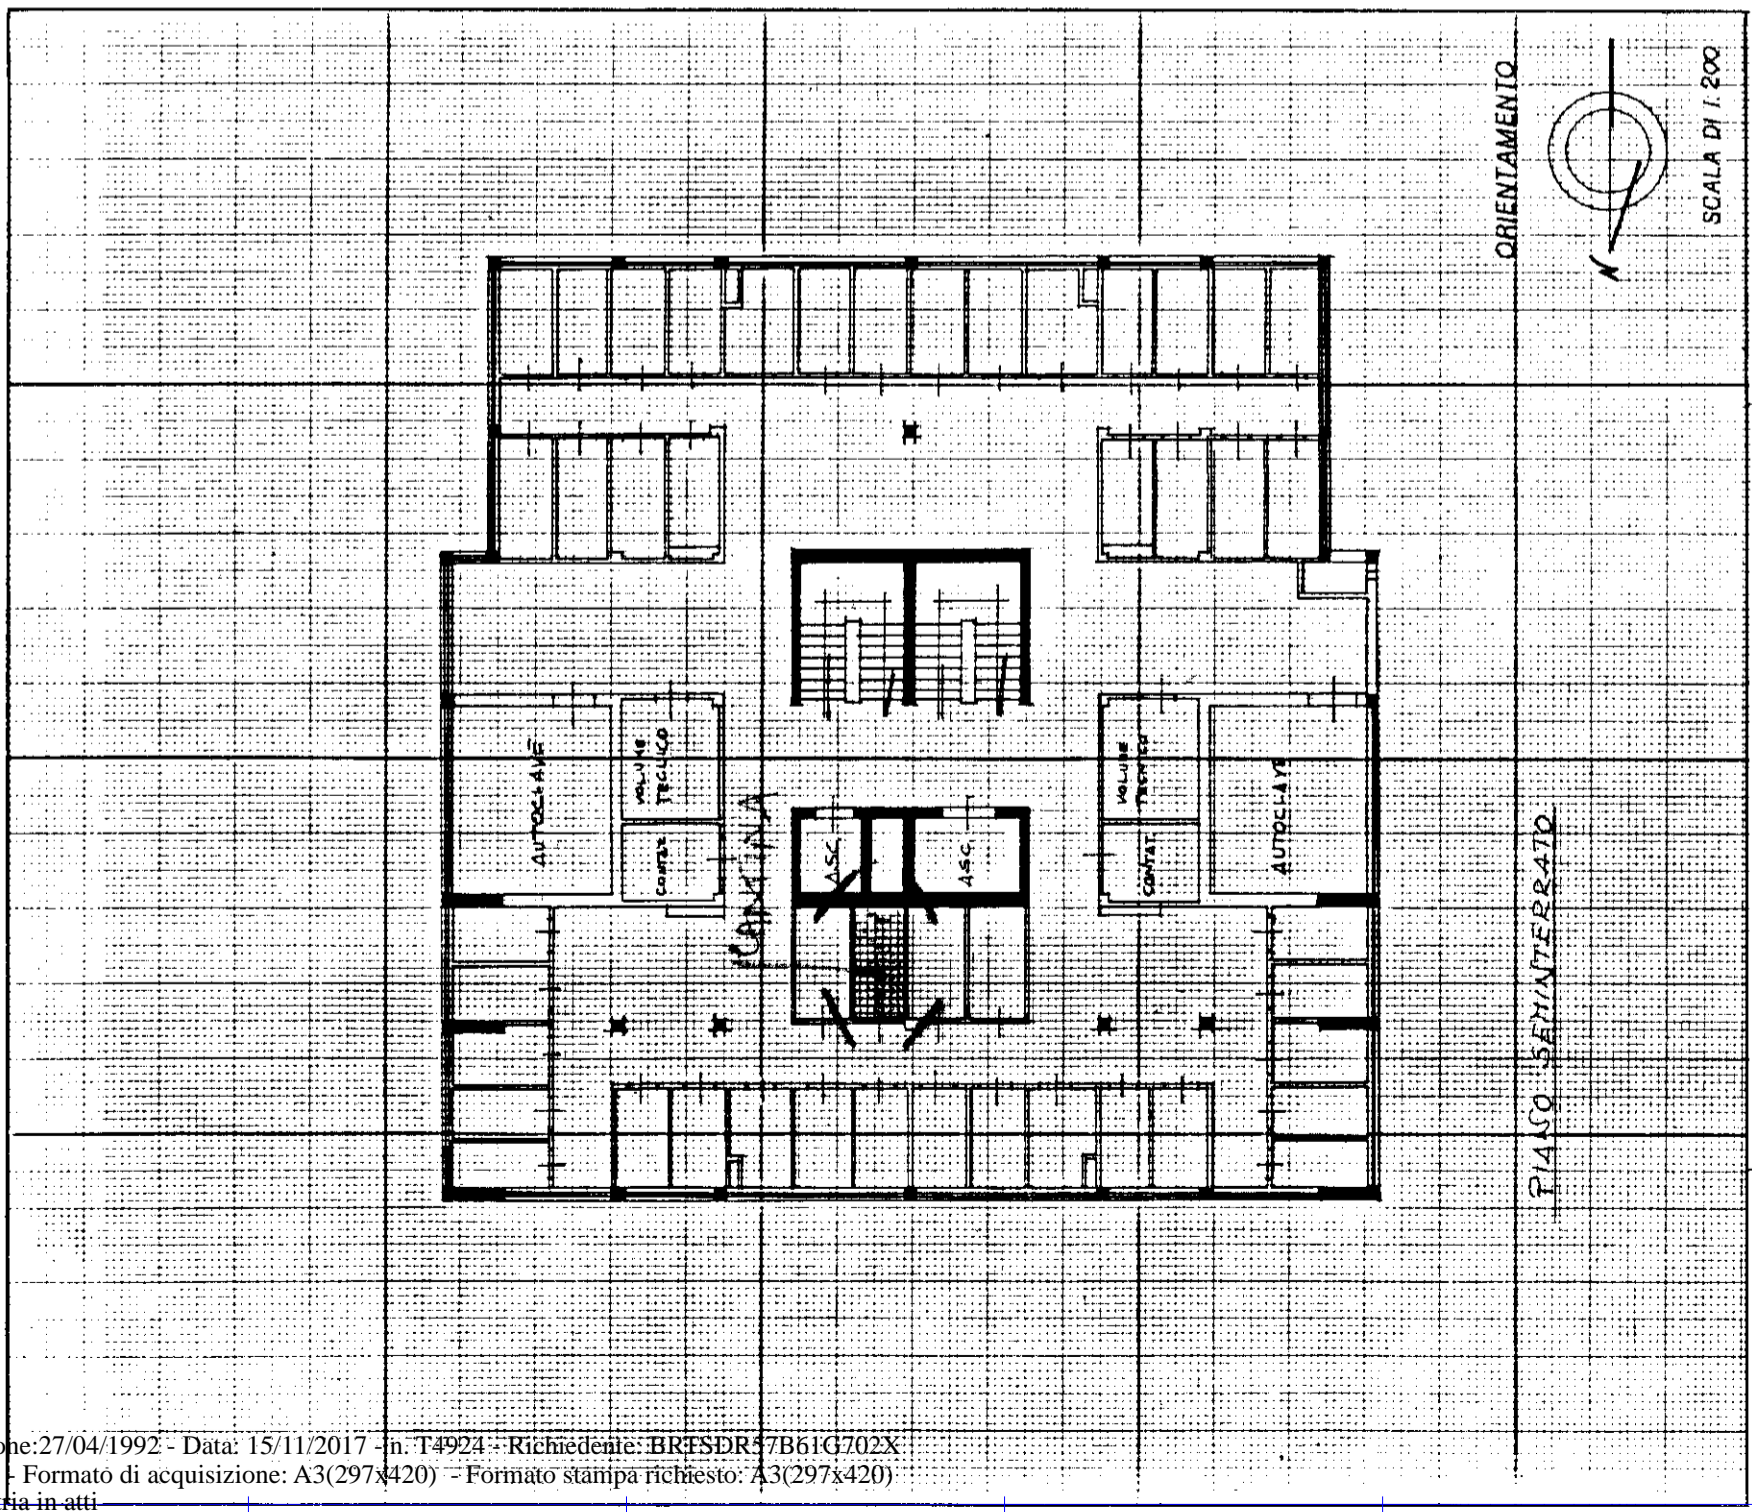 ORIENTAMENTO
N
SCALA DI 1:200
AUTOCLAVE
VOLUME
TECNICO
CONTAT.
CANTINA
ASC.
ASC.
VOLUME
TECNICO
CONTAT.
AUTOCLAVE
PIANO SEMINTERRATO
one:27/04/1992 - Data: 15/11/2017 - n. T4924 - Richiedente: BRTSDR57B61G702X
- Formato di acquisizione: A3(297x420) - Formato stampa richiesto: A3(297x420)
ria in atti